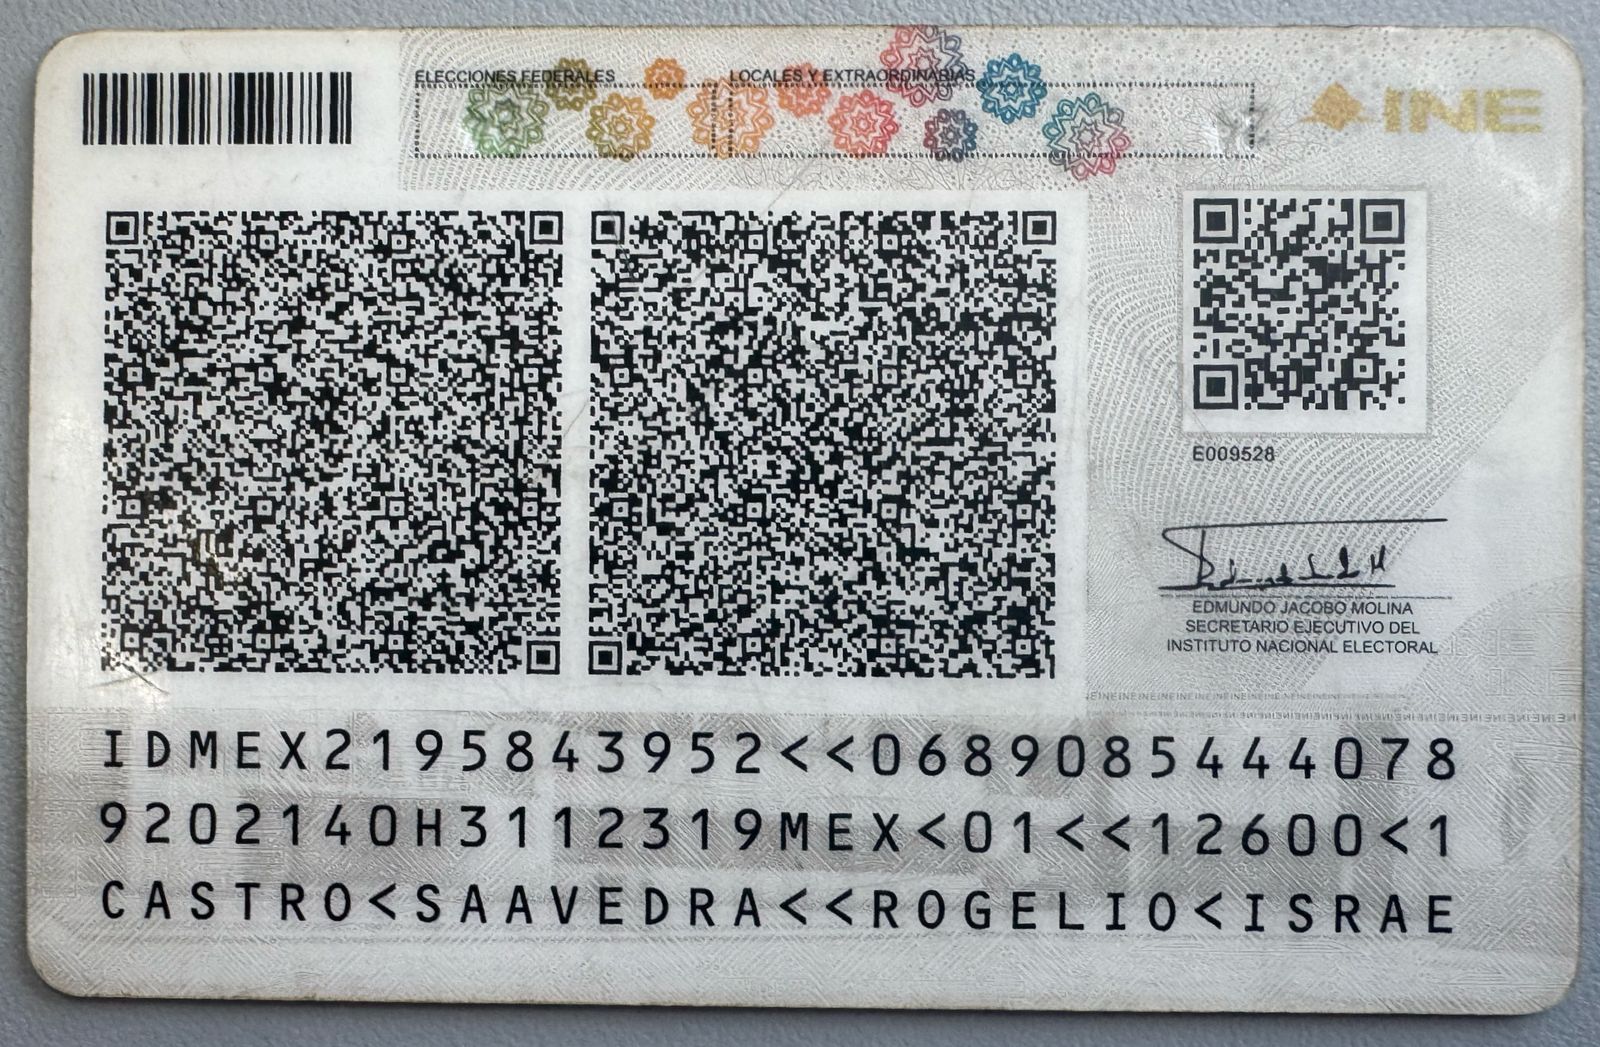 ELECCIONES FEDERALES LOCALES Y EXTRAORDINARIAS
INE
E009528
EDMUNDO JACOBO MOLINA
SECRETARIO EJECUTIVO DEL
INSTITUTO NACIONAL ELECTORAL
IDMEX2195843952<<0689085444078
9202140H3112319MEX<01<<12600<1
CASTRO<SAAVEDRA<<ROGELIO<ISRAE